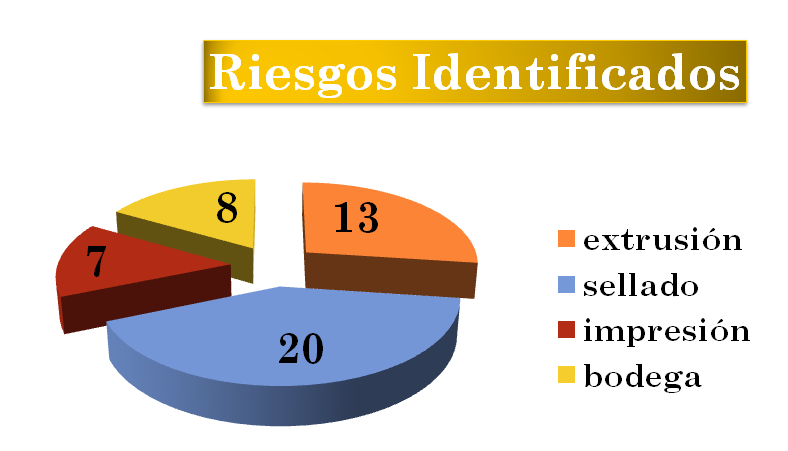 Riesgos Identificados
8
13
7
20
extrusión
sellado
impresión
bodega